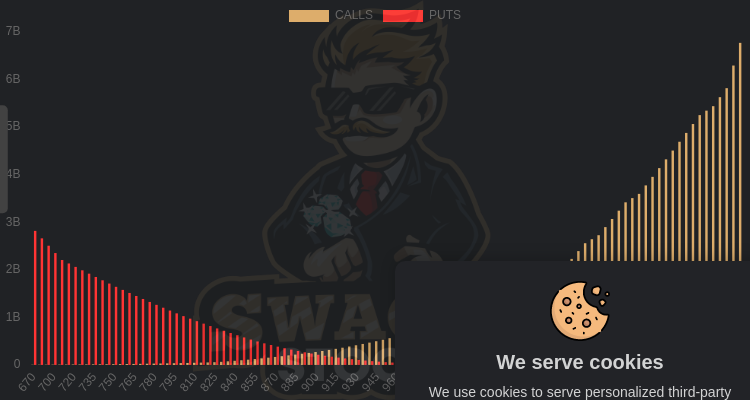 CALLS PUTS
7B
6B
5B
4B
3B
2B
1B
0
670 700 720 735 750 765 780 795 810 825 840 855 870 885 900 915 930 945
SWAG
We serve cookies
We use cookies to serve personalized third-party